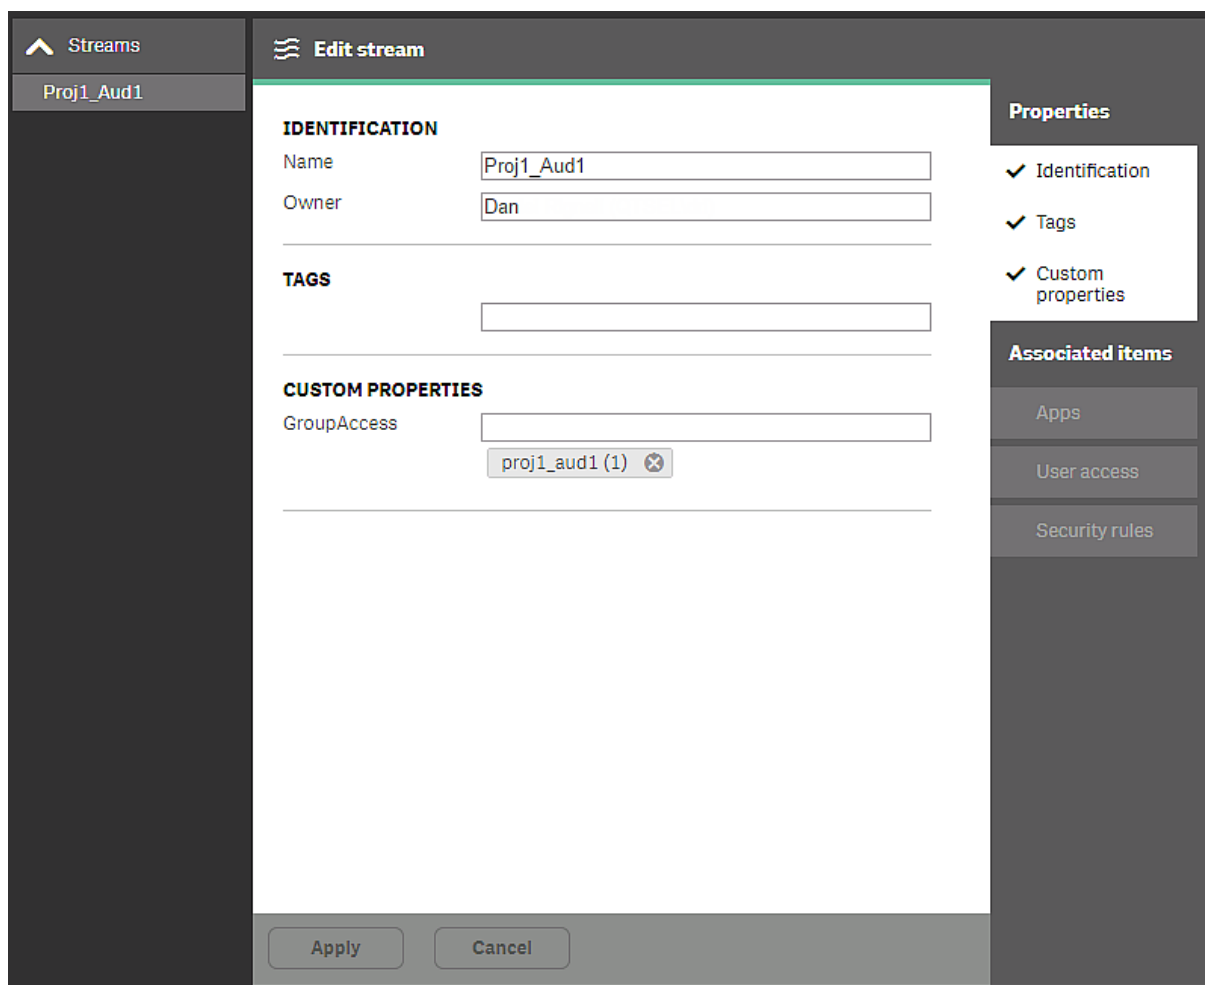 Streams
Proj1_Aud1
Edit stream
IDENTIFICATION
Name
Proj1_Aud1
Owner
Dan
TAGS
CUSTOM PROPERTIES
GroupAccess
proj1_aud1 (1)
Apply
Cancel
Properties
Identification
Tags
Custom
properties
Associated items
Apps
User access
Security rules